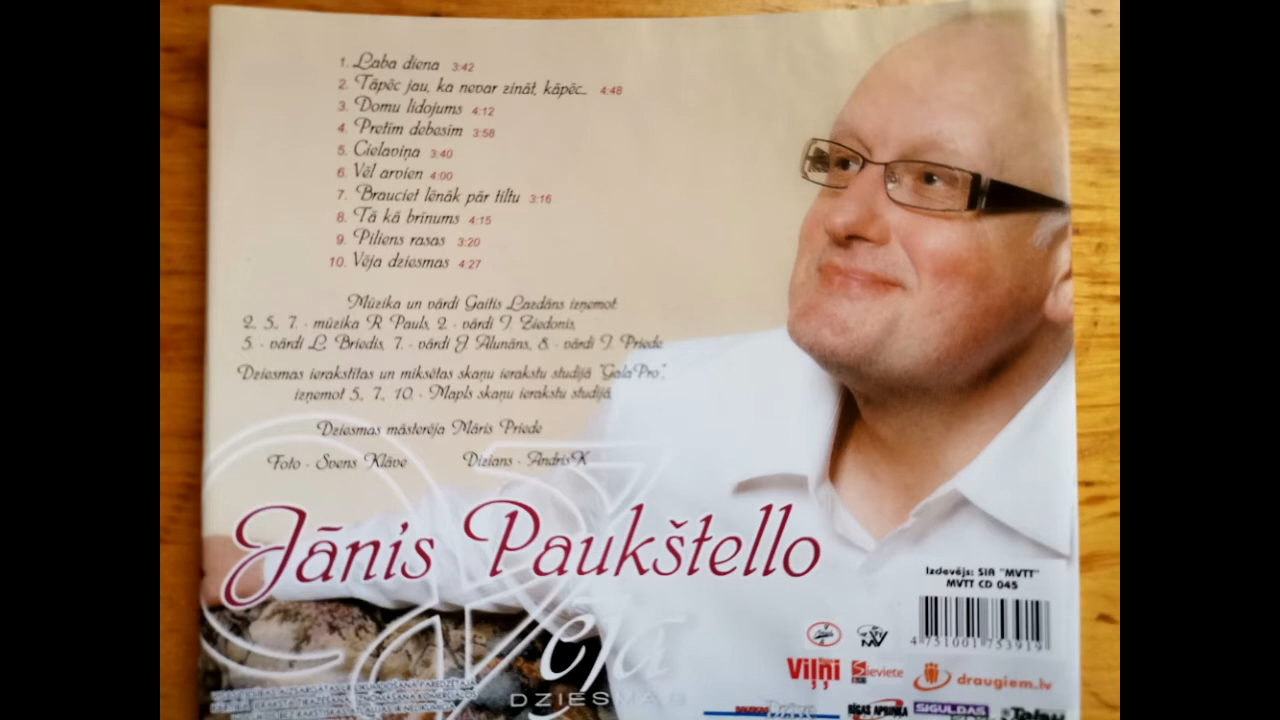 1. Laba diena 3:42
2. Tāpēc jau, ka nevar zināt, kāpēc... 4:48
3. Domu lidojums 4:12
4. Pretim debesīm 3:58
5. Cielaviņa 3:40
6. Vēl arvien 4:00
7. Brauciet lēnāk pār tiltu 3:16
8. Tā kā brīnums 4:15
9. Piliens rasas 3:20
10. Vēja dziesmas 4:27
Mūzika un vārdi Gaitis Lazdāns izņemot:
2., 5., 7. - mūzika R. Pauls, 2. - vārdi I. Ziedonis,
5. - vārdi L. Briedis, 7. - vārdi J. Alunāns, 8. - vārdi I. Priede
Dziesmas ierakstītas un miksētas skaņu ierakstu studijā "GalaPro",
izņemot 5., 7., 10. - Mapls skaņu ierakstu studijā
Dziesmas māsterēja Māris Priede
Foto - Svens Kļāve Dizians - AndrisK
Jānis Paukštello
Vēja
DZIESMAS
Izdevējs: SIA "MVTT"
MVTT CD 045
4 751001 753919
Viļņi Sieviete draugiem.lv
RĪGAS APRIŅĶA SIGULDAS